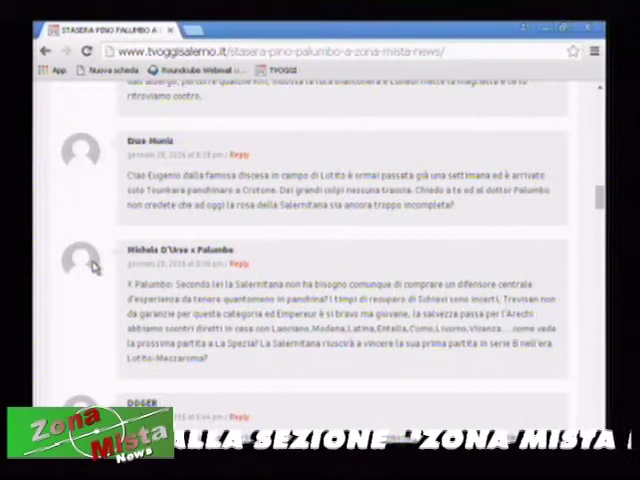 STASERA PINO PALUMBO A
www.tvoggisalerno.it/stasera-pino-palumbo-a-zona-mista-news/
App Nuova scheda Roundcube Webmail TVOGGI
ritroviamo contro.
Enzo Muniz
gennaio 28, 2016 at Reply
Ciao Eugenio dalla famosa discesa in campo di Lotito è ormai passata già una settimana ed è arrivato
solo Tounkara panchinaro a Crotone. Dei grandi colpi nessuna traccia. Chiedo a te ed al dottor Palumbo
non credete che ad oggi la rosa della Salernitana sia ancora troppo incompleta?
Michele D'Urso x Palumbo
gennaio 28, 2016 at Reply
X Palumbo: Secondo lei la Salernitana non ha bisogno comunque di comprare un difensore centrale
d'esperienza da tenere quantomeno in panchina? I tmpi di recupero di Schiavi sono incerti, Trevisan non
da garanzie per questa categoria ed Empereur è si bravo ma giovane, la salvezza passa per l'Arechi
abbiamo scontri diretti in casa con Lanciano,Modena,Latina,Entella,Como,Livorno,Vicenza....come vede
la prossima partita a La Spezia? La Salernitana riuscirà a vincere la sua prima partita in serie B nell'era
Lotito-Mezzaroma?
DOGER
Reply
Zona
Mista
News
ALLA SEZIONE "ZONA MISTA